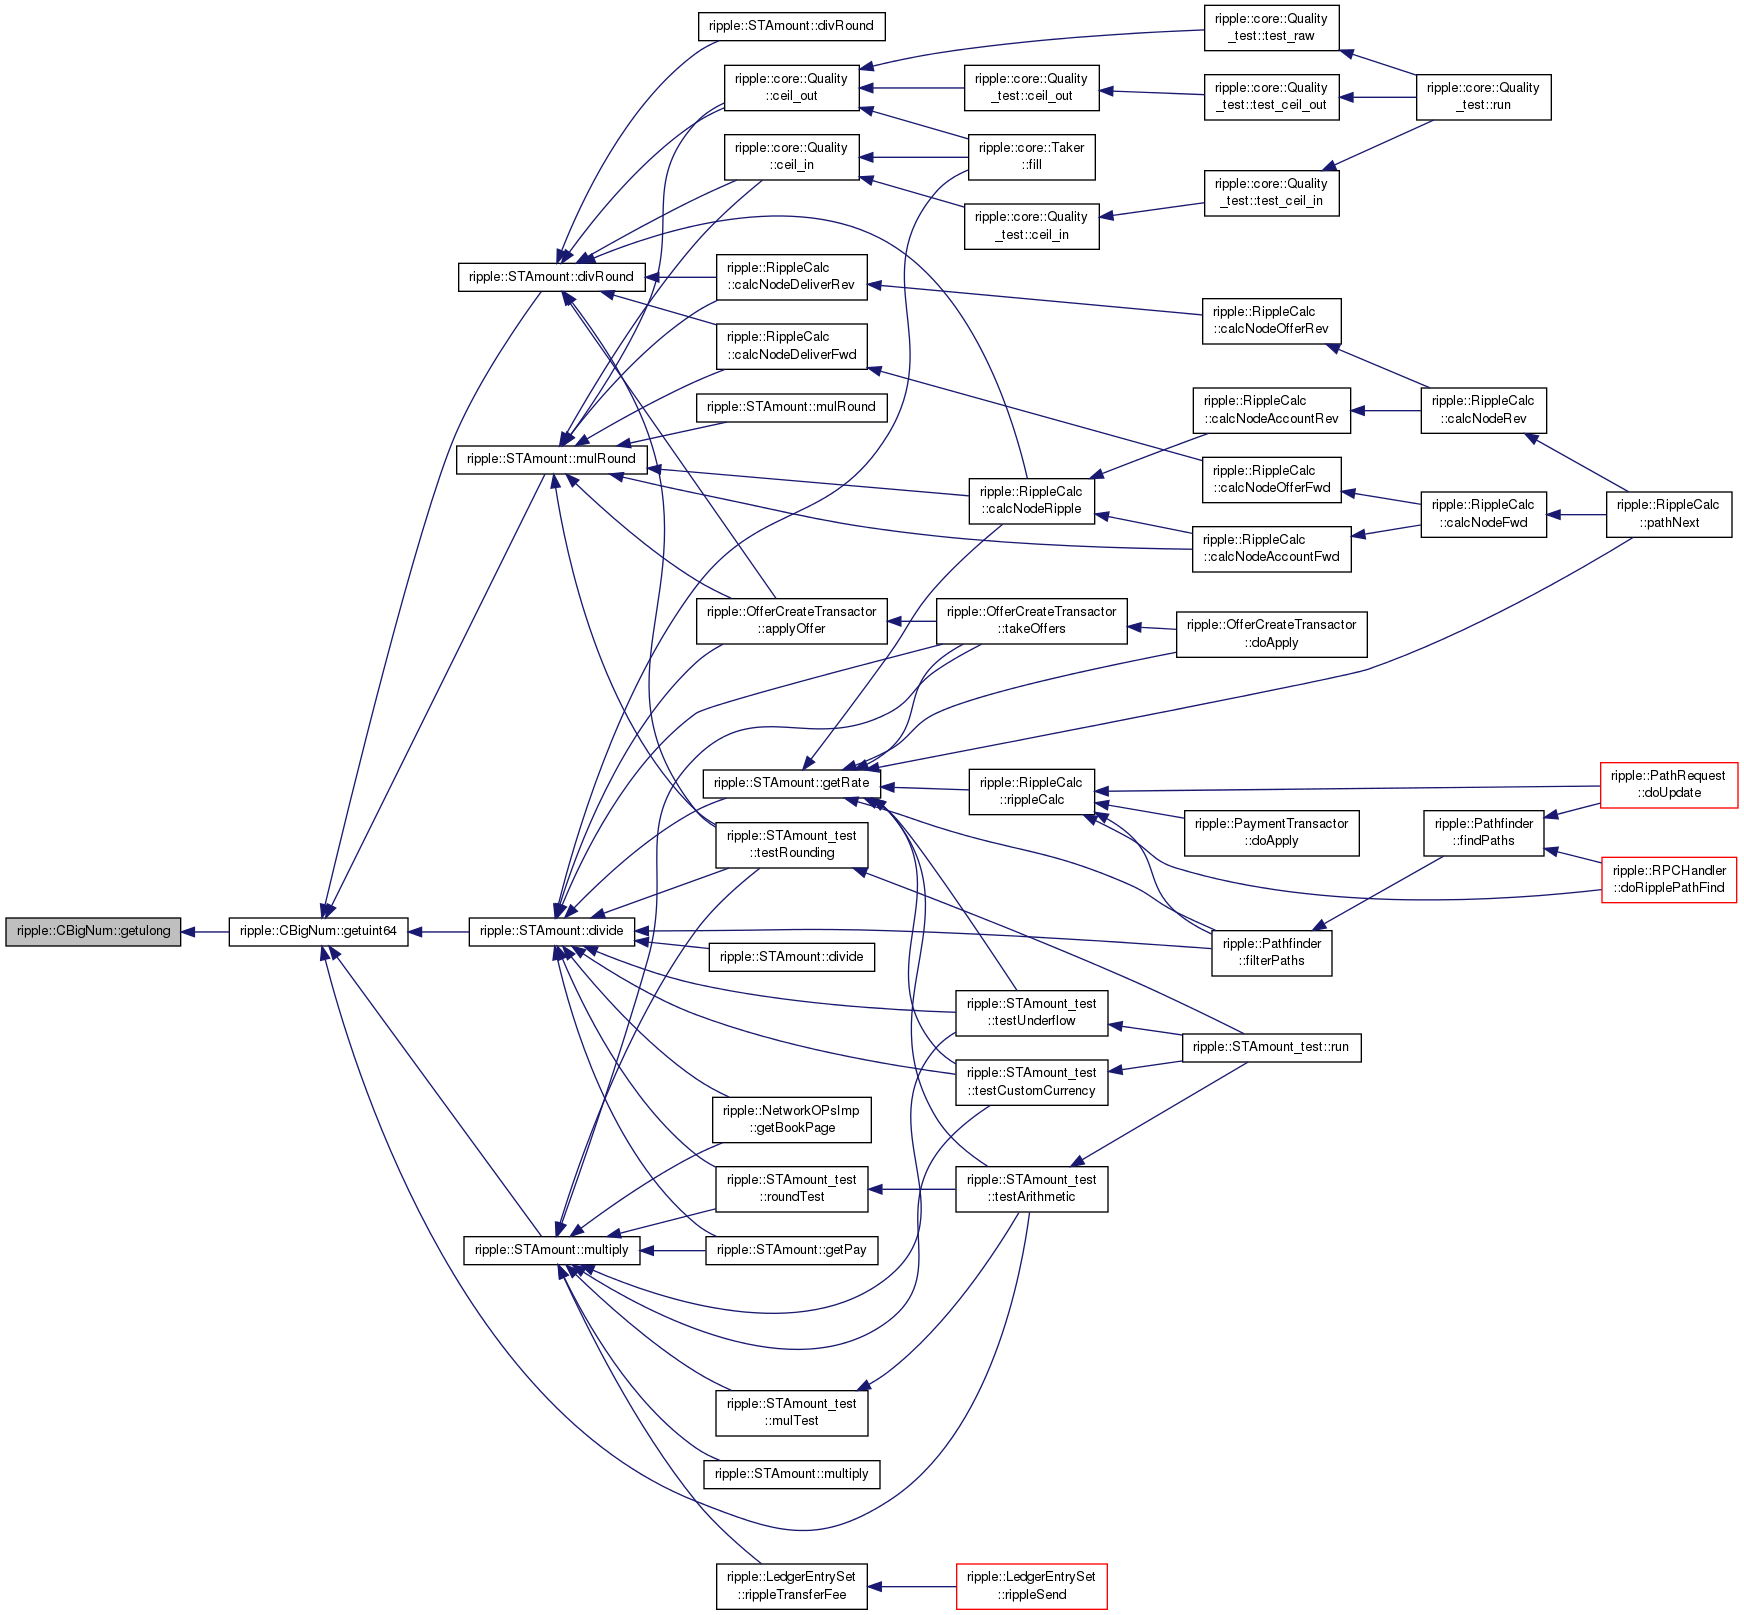 ripple::CBigNum::getulong
ripple::CBigNum::getuint64
ripple::STAmount::divRound
ripple::STAmount::mulRound
ripple::STAmount::divide
ripple::STAmount::multiply
ripple::STAmount::divRound
ripple::core::Quality
::ceil_out
ripple::core::Quality
::ceil_in
ripple::RippleCalc
::calcNodeDeliverRev
ripple::RippleCalc
::calcNodeDeliverFwd
ripple::STAmount::mulRound
ripple::OfferCreateTransactor
::applyOffer
ripple::STAmount::getRate
ripple::STAmount_test
::testRounding
ripple::STAmount::divide
ripple::NetworkOPsImp
::getBookPage
ripple::STAmount_test
::roundTest
ripple::STAmount::getPay
ripple::STAmount_test
::mulTest
ripple::STAmount::multiply
ripple::LedgerEntrySet
::rippleTransferFee
ripple::core::Quality
_test::ceil_out
ripple::core::Taker
::fill
ripple::core::Quality
_test::ceil_in
ripple::RippleCalc
::calcNodeRipple
ripple::OfferCreateTransactor
::takeOffers
ripple::RippleCalc
::rippleCalc
ripple::STAmount_test
::testUnderflow
ripple::STAmount_test
::testCustomCurrency
ripple::STAmount_test
::testArithmetic
ripple::LedgerEntrySet
::rippleSend
ripple::core::Quality
_test::test_raw
ripple::core::Quality
_test::test_ceil_out
ripple::core::Quality
_test::test_ceil_in
ripple::RippleCalc
::calcNodeOfferRev
ripple::RippleCalc
::calcNodeAccountRev
ripple::RippleCalc
::calcNodeOfferFwd
ripple::RippleCalc
::calcNodeAccountFwd
ripple::OfferCreateTransactor
::doApply
ripple::PaymentTransactor
::doApply
ripple::Pathfinder
::filterPaths
ripple::STAmount_test::run
ripple::core::Quality
_test::run
ripple::RippleCalc
::calcNodeRev
ripple::RippleCalc
::calcNodeFwd
ripple::Pathfinder
::findPaths
ripple::RippleCalc
::pathNext
ripple::PathRequest
::doUpdate
ripple::RPCHandler
::doRipplePathFind